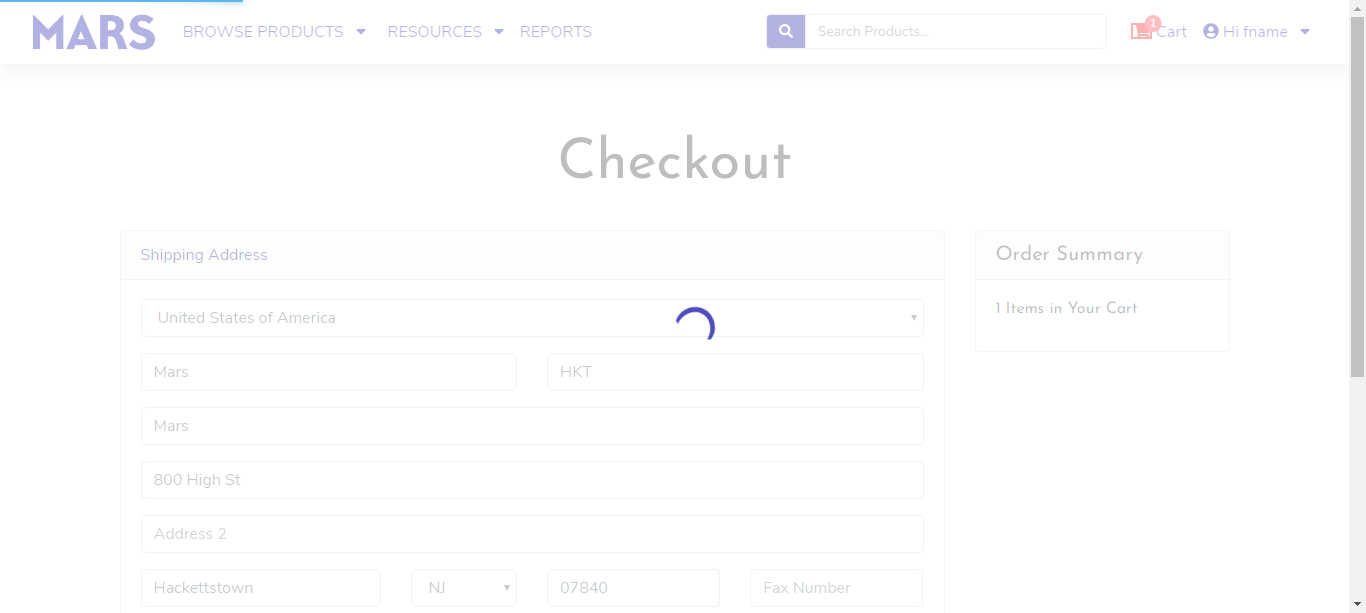 MARS BROWSE PRODUCTS RESOURCES REPORTS Search Products... 1 Cart Hi fname
Checkout
Shipping Address
Order Summary
United States of America
1 Items in Your Cart
Mars HKT
Mars
800 High St
Address 2
Hackettstown NJ 07840 Fax Number